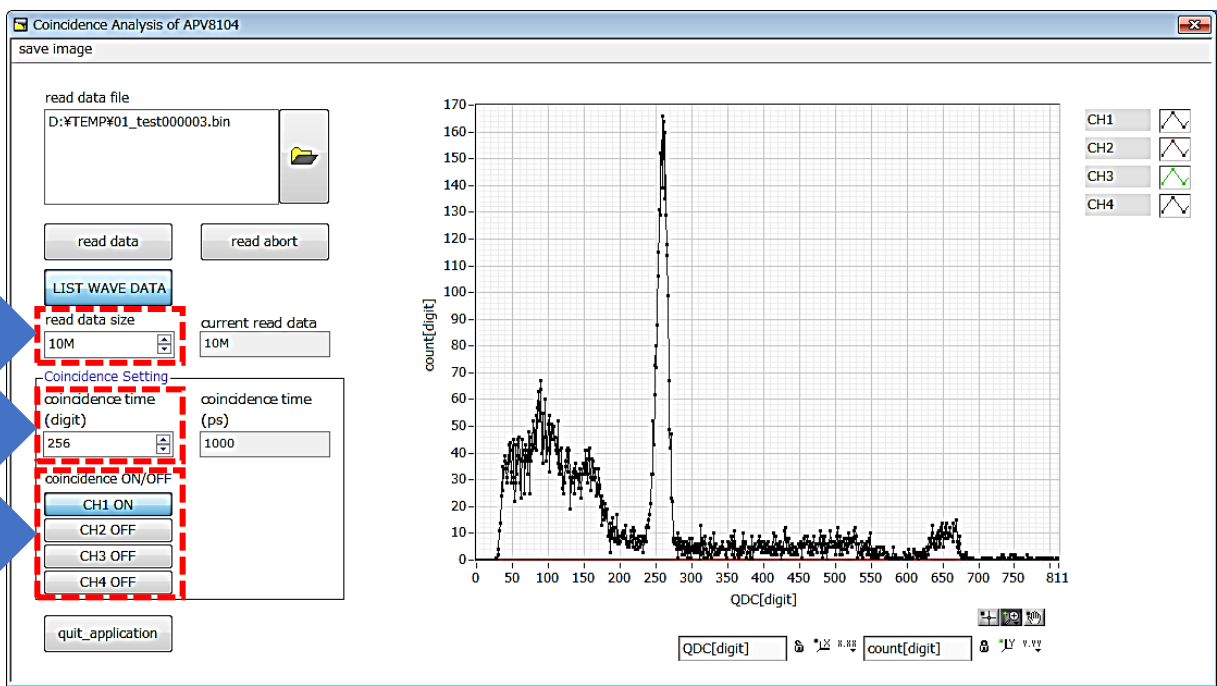 Coincidence Analysis of APV8104
save image
read data file
D:¥TEMP¥01_test000003.bin
read data
read abort
LIST WAVE DATA
read data size
current read data
10M
10M
Coincidence Setting
coincidence time
(digit)
coincidence time
(ps)
256
1000
coincidence ON/OFF
CH1 ON
CH2 OFF
CH3 OFF
CH4 OFF
quit_application
170
160
150
140
130
120
110
100
90
80
70
60
50
40
30
20
10
0
count[digit]
0 50 100 150 200 250 300 350 400 450 500 550 600 650 700 750 811
QDC[digit]
CH1
CH2
CH3
CH4
QDC[digit]
X.XX
count[digit]
Y.YY